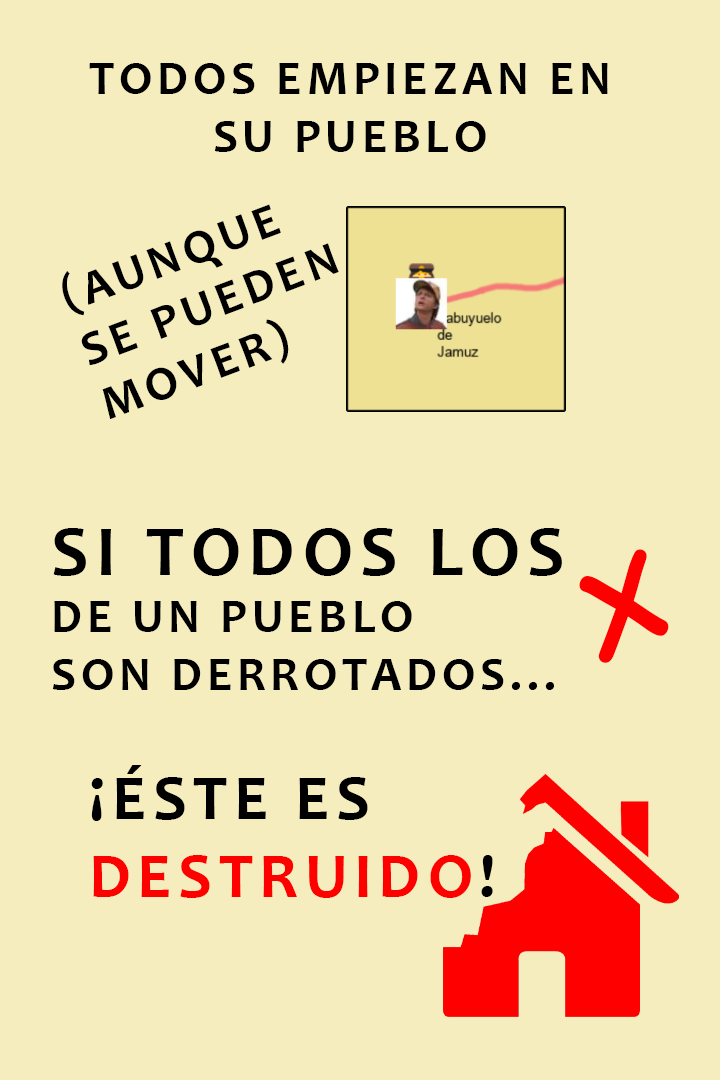 TODOS EMPIEZAN EN
SU PUEBLO
(AUNQUE
SE PUEDEN
MOVER)
abuyuelo
de
Jamuz
SI TODOS LOS
DE UN PUEBLO
SON DERROTADOS...
¡ÉSTE ES
DESTRUIDO!